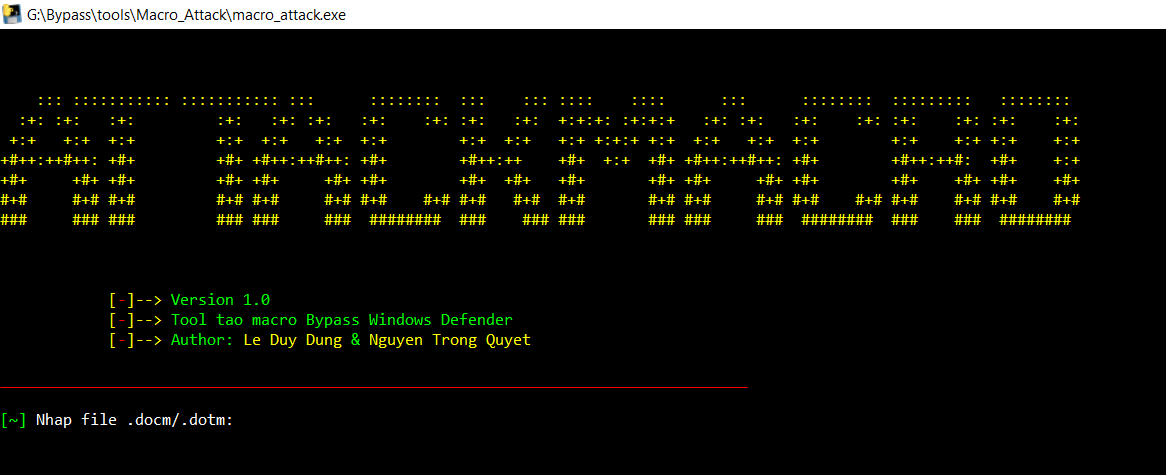 G:\Bypass\tools\Macro_Attack\macro_attack.exe
ATTACKMACRO
[-]--> Version 1.0
[-]--> Tool tao macro Bypass Windows Defender
[-]--> Author: Le Duy Dung & Nguyen Trong Quyet
[~] Nhap file .docm/.dotm: